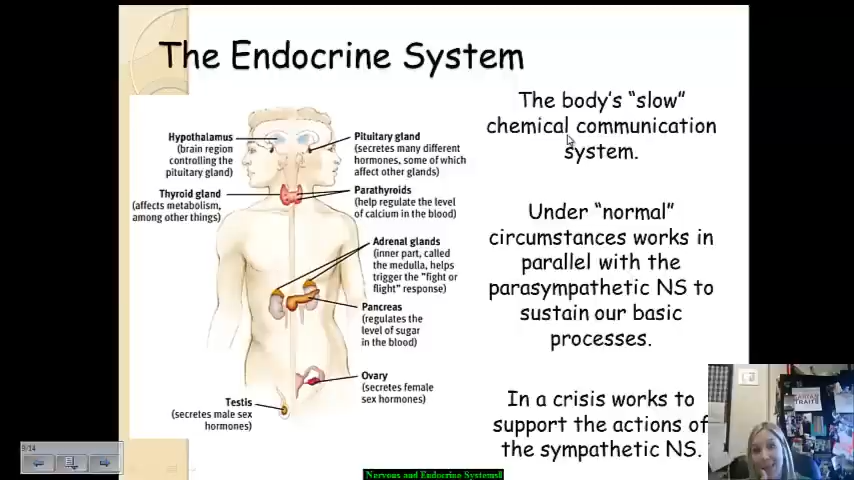 The Endocrine System
Hypothalamus
(brain region
controlling the
pituitary gland)
Thyroid gland
(affects metabolism,
among other things)
Pituitary gland
(secretes many different
hormones, some of which
affect other glands)
Parathyroids
(help regulate the level
of calcium in the blood)
Adrenal glands
(inner part, called
the medulla, helps
trigger the "fight or
flight" response)
Pancreas
(regulates the
level of sugar
in the blood)
Ovary
(secretes female
sex hormones)
Testis
(secretes male sex
hormones)
The body's "slow"
chemical communication
system.
Under "normal"
circumstances works in
parallel with the
parasympathetic NS to
sustain our basic
processes.
In a crisis works to
support the actions of
the sympathetic NS.
9/14
Nervous and Endocrine Systems8